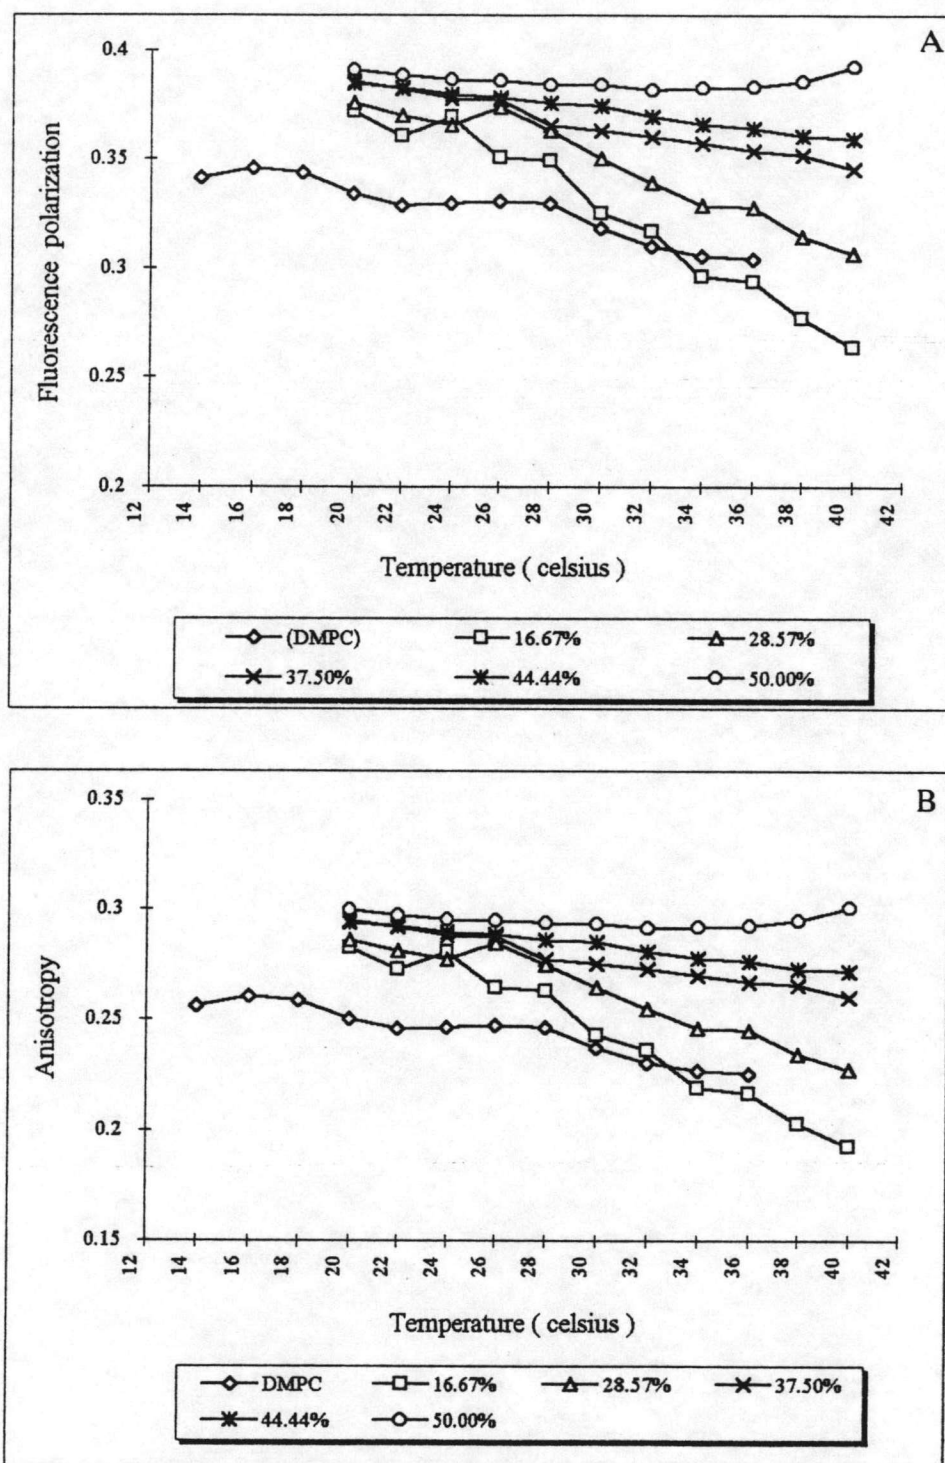 A
0.4
0.35
0.3
0.25
0.2
Fluorescence polarization
12 14 16 18 20 22 24 26 28 30 32 34 36 38 40 42
Temperature ( celsius )
(DMPC) 16.67% 28.57%
37.50% 44.44% 50.00%
B
0.35
0.3
0.25
0.2
0.15
Anisotropy
12 14 16 18 20 22 24 26 28 30 32 34 36 38 40 42
Temperature ( celsius )
DMPC 16.67% 28.57% 37.50%
44.44% 50.00%